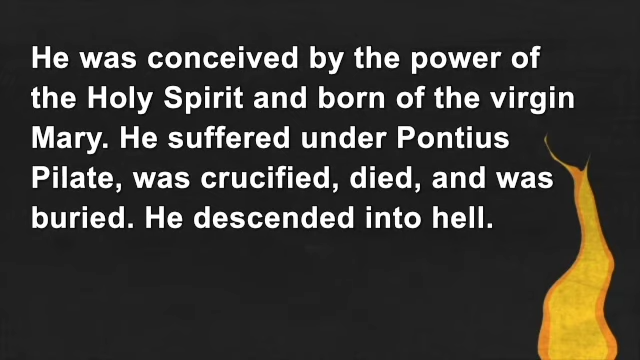 He was conceived by the power of
the Holy Spirit and born of the virgin
Mary. He suffered under Pontius
Pilate, was crucified, died, and was
buried. He descended into hell.